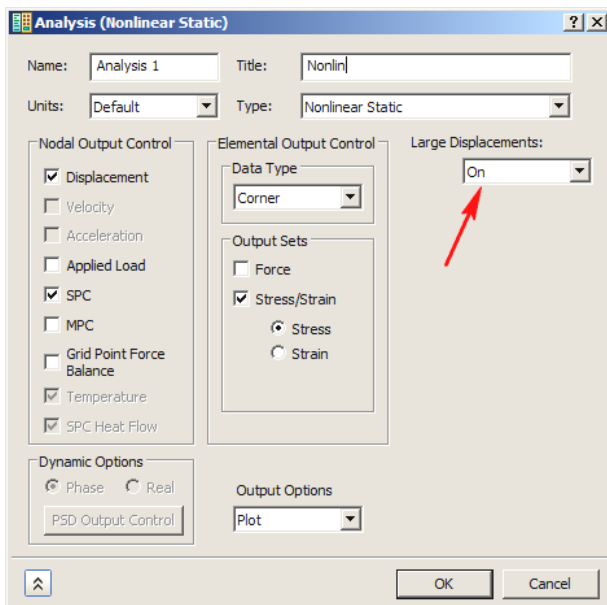 Analysis (Nonlinear Static)
Name: Analysis 1 Title: Nonlin
Units: Default Type: Nonlinear Static
Nodal Output Control
Displacement
Velocity
Acceleration
Applied Load
SPC
MPC
Grid Point Force
Balance
Temperature
SPC Heat Flow
Elemental Output Control
Data Type
Corner
Output Sets
Force
Stress/Strain
Stress
Strain
Large Displacements:
On
Dynamic Options
Phase Real
PSD Output Control
Output Options
Plot
OK Cancel